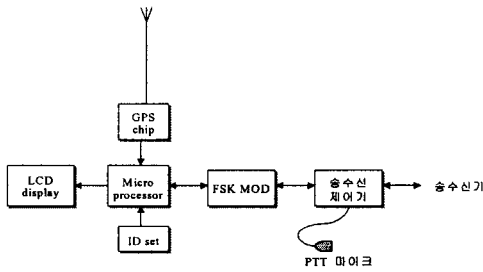 GPS
chip
LCD
display
Micro
processor
FSK MOD
송수신
제어기
송수신기
ID set
PTT 마이크